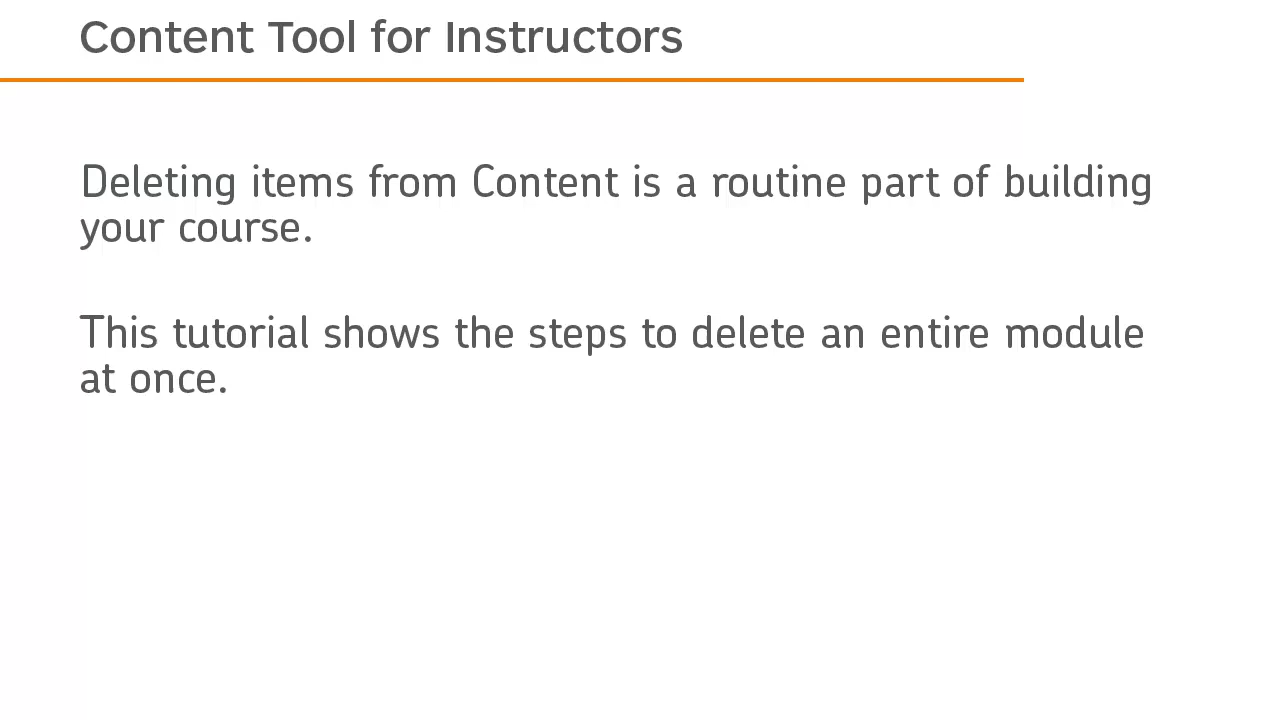 Content Tool for Instructors
Deleting items from Content is a routine part of building
your course.
This tutorial shows the steps to delete an entire module
at once.